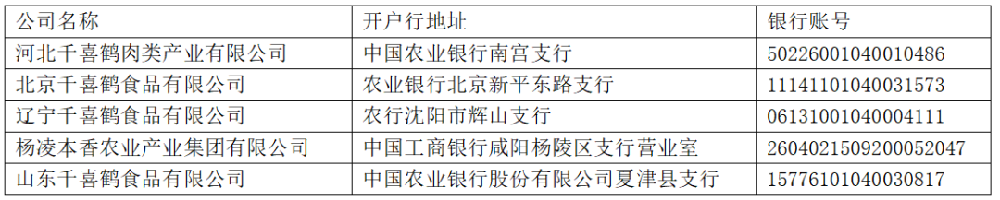 公司名称 开户行地址 银行账号
河北千喜鹤肉类产业有限公司 中国农业银行南宫支行 50226001040010486
北京千喜鹤食品有限公司 农业银行北京新平东路支行 11141101040031573
辽宁千喜鹤食品有限公司 农行沈阳市辉山支行 06131001040004111
杨凌本香农业产业集团有限公司 中国工商银行咸阳杨陵区支行营业室 2604021509200052047
山东千喜鹤食品有限公司 中国农业银行股份有限公司夏津县支行 15776101040030817